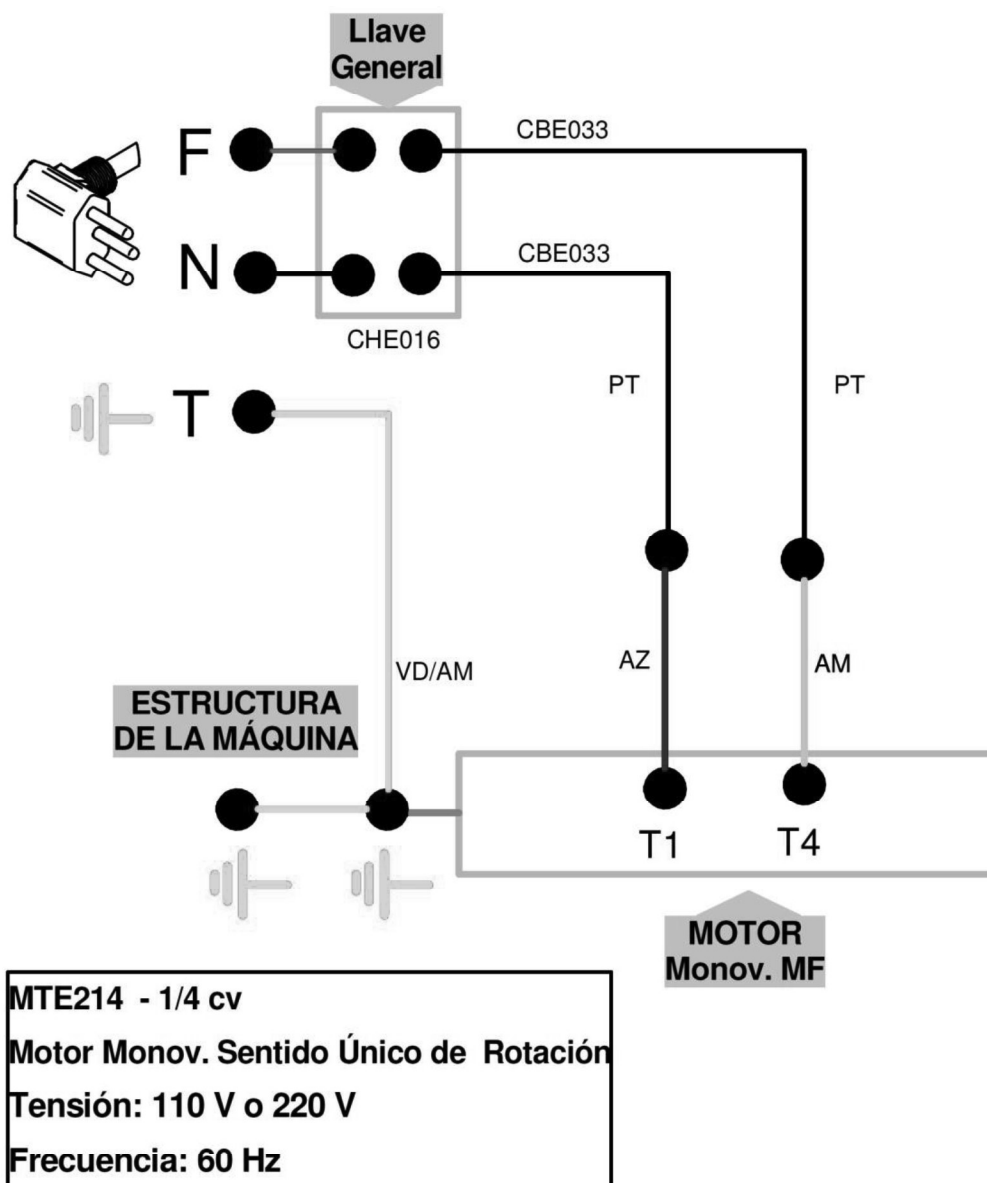 Llave
General
F
CBE033
N
CBE033
CHE016
PT
PT
T
AZ
AM
VD/AM
ESTRUCTURA
DE LA MÁQUINA
T1
T4
MOTOR
Monov. MF
MTE214 - 1/4 cv
Motor Monov. Sentido Único de Rotación
Tensión: 110 V o 220 V
Frecuencia: 60 Hz